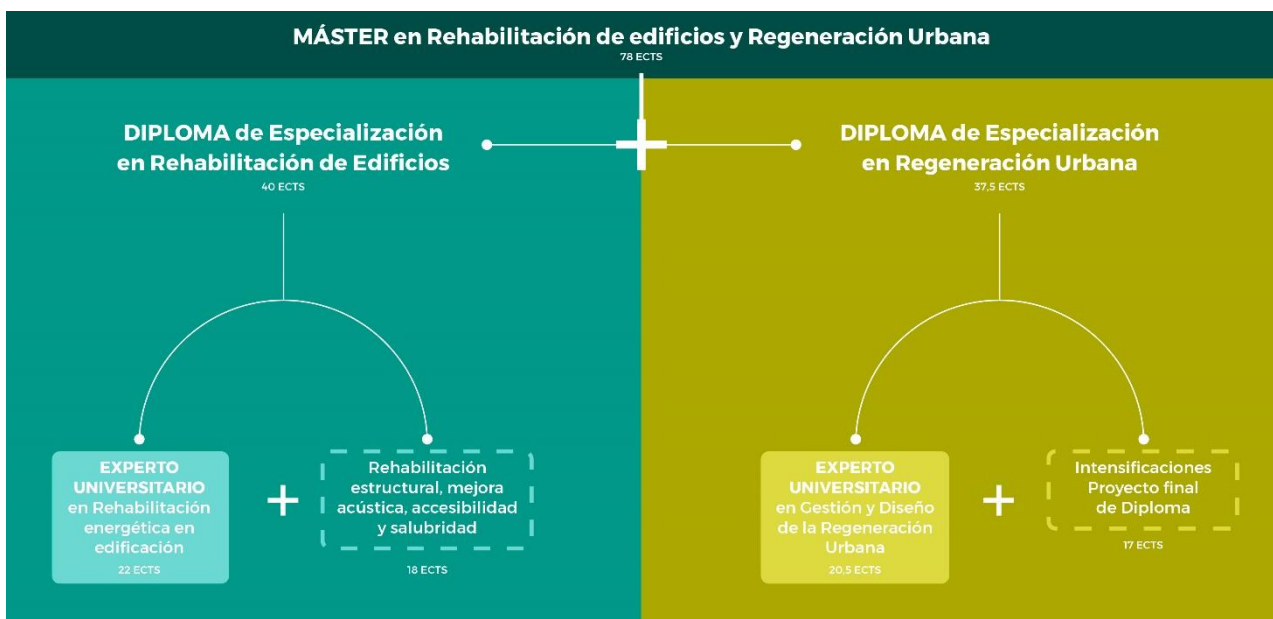 MÁSTER en Rehabilitación de edificios y Regeneración Urbana
78 ECTS
DIPLOMA de Especialización
en Rehabilitación de Edificios
40 ECTS
DIPLOMA de Especialización
en Regeneración Urbana
37,5 ECTS
EXPERTO
UNIVERSITARIO
en Rehabilitación
energética en
edificación
22 ECTS
+
Rehabilitación
estructural, mejora
acústica, accesibilidad
y salubridad
18 ECTS
EXPERTO
UNIVERSITARIO
en Gestión y Diseño
de la Regeneración
Urbana
20,5 ECTS
+
Intensificaciones
Proyecto final
de Diploma
17 ECTS